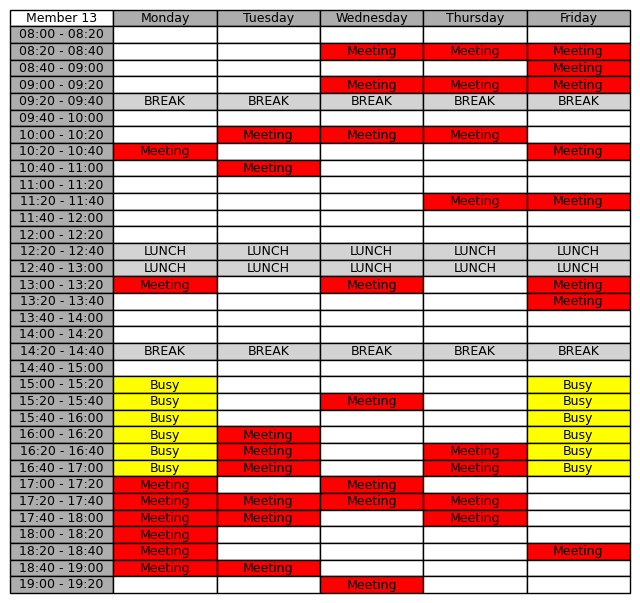 Member 13 Monday Tuesday Wednesday Thursday Friday
08:00 - 08:20
08:20 - 08:40 Meeting Meeting Meeting
08:40 - 09:00 Meeting
09:00 - 09:20 Meeting Meeting Meeting
09:20 - 09:40 BREAK BREAK BREAK BREAK BREAK
09:40 - 10:00
10:00 - 10:20 Meeting Meeting Meeting
10:20 - 10:40 Meeting Meeting
10:40 - 11:00 Meeting
11:00 - 11:20
11:20 - 11:40 Meeting Meeting
11:40 - 12:00
12:00 - 12:20
12:20 - 12:40 LUNCH LUNCH LUNCH LUNCH LUNCH
12:40 - 13:00 LUNCH LUNCH LUNCH LUNCH LUNCH
13:00 - 13:20 Meeting Meeting Meeting
13:20 - 13:40 Meeting
13:40 - 14:00
14:00 - 14:20
14:20 - 14:40 BREAK BREAK BREAK BREAK BREAK
14:40 - 15:00
15:00 - 15:20 Busy Busy
15:20 - 15:40 Busy Meeting Busy
15:40 - 16:00 Busy Busy
16:00 - 16:20 Busy Meeting Busy
16:20 - 16:40 Busy Meeting Meeting Busy
16:40 - 17:00 Busy Meeting Meeting Busy
17:00 - 17:20 Meeting Meeting
17:20 - 17:40 Meeting Meeting Meeting Meeting
17:40 - 18:00 Meeting Meeting Meeting
18:00 - 18:20 Meeting
18:20 - 18:40 Meeting Meeting
18:40 - 19:00 Meeting Meeting
19:00 - 19:20 Meeting